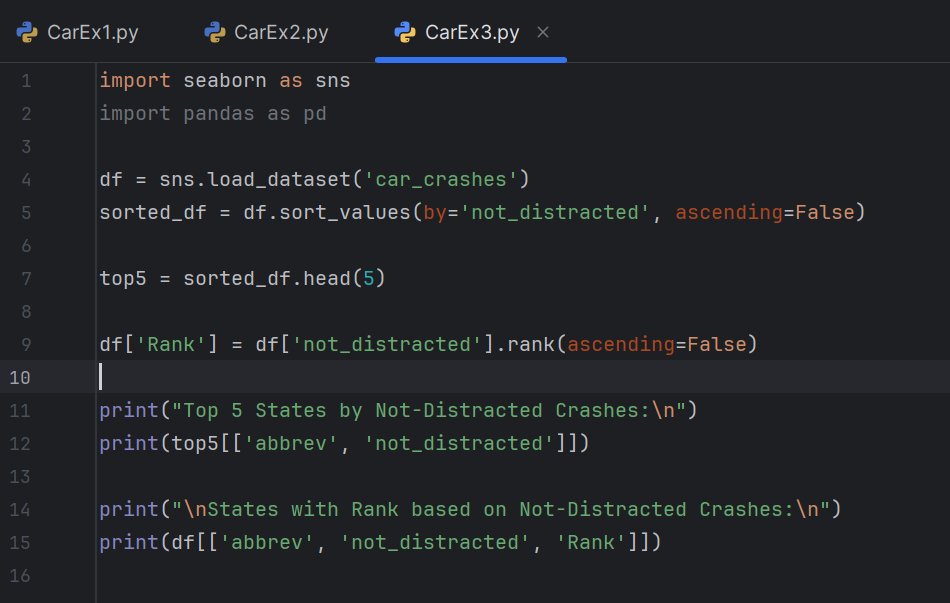 CarEx1.py CarEx2.py CarEx3.py
1 import seaborn as sns
2 import pandas as pd
3
4 df = sns.load_dataset('car_crashes')
5 sorted_df = df.sort_values(by='not_distracted', ascending=False)
6
7 top5 = sorted_df.head(5)
8
9 df['Rank'] = df['not_distracted'].rank(ascending=False)
10
11 print("Top 5 States by Not-Distracted Crashes:\n")
12 print(top5[['abbrev', 'not_distracted']])
13
14 print("\nStates with Rank based on Not-Distracted Crashes:\n")
15 print(df[['abbrev', 'not_distracted', 'Rank']])
16